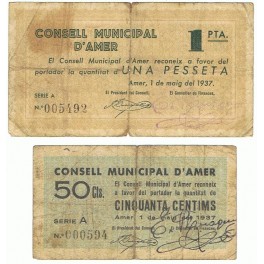 CONSELL MUNICIPAL
D'AMER
1 PTA.
El Consell Municipal d'Amer reconeix a favor del
portador la quantitat d'UNA PESSETA
Amer, 1 de maig del 1937.
SERIE A
El President del Consell,
El Conseller de Finances,
N.º 005492
CONSELL MUNICIPAL D'AMER
50 Cts.
El Consell Municipal d'Amer reconeix
a favor del portador la quantitat de
CINQUANTA CENTIMS
Amer 1 de maig del 1937
SERIE A
N.º 000594